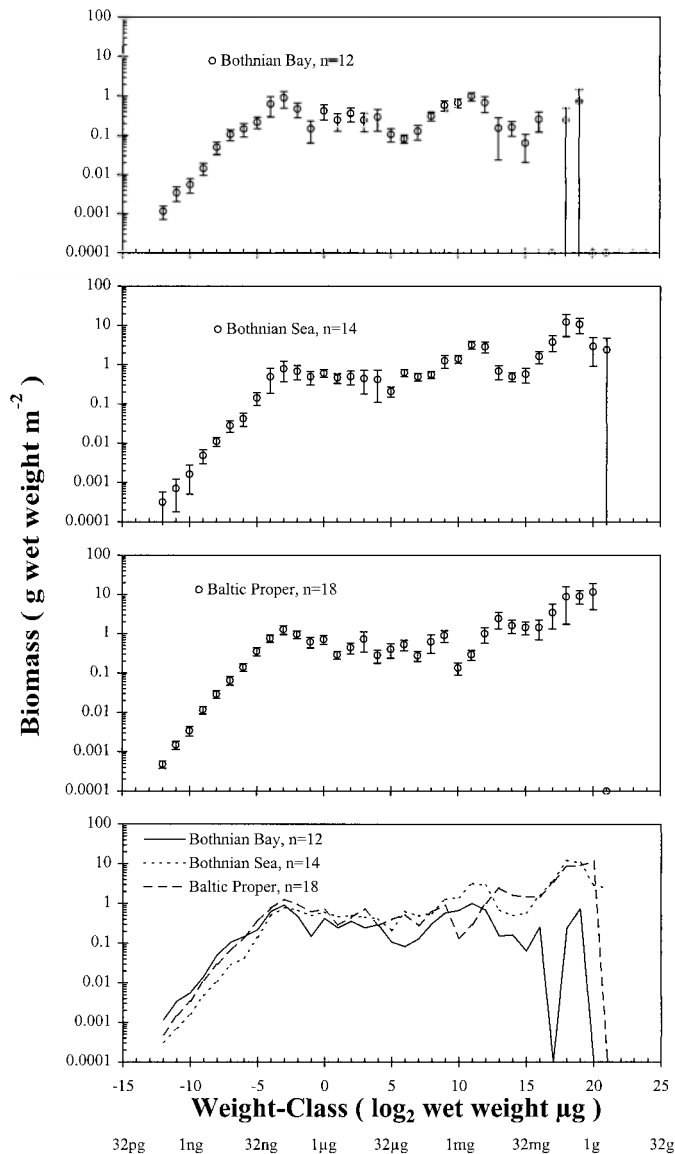 100
10
1
0.1
0.01
0.001
0.0001
Bothnian Bay, n=12
100
10
1
0.1
0.01
0.001
0.0001
Bothnian Sea, n=14
100
10
1
0.1
0.01
0.001
0.0001
Baltic Proper, n=18
100
10
1
0.1
0.01
0.001
0.0001
Bothnian Bay, n=12
Bothnian Sea, n=14
Baltic Proper, n=18
Biomass ( g wet weight m⁻² )
-15 -10 -5 0 5 10 15 20 25
Weight-Class ( log₂ wet weight µg )
32pg 1ng 32ng 1µg 32µg 1mg 32mg 1g 32g